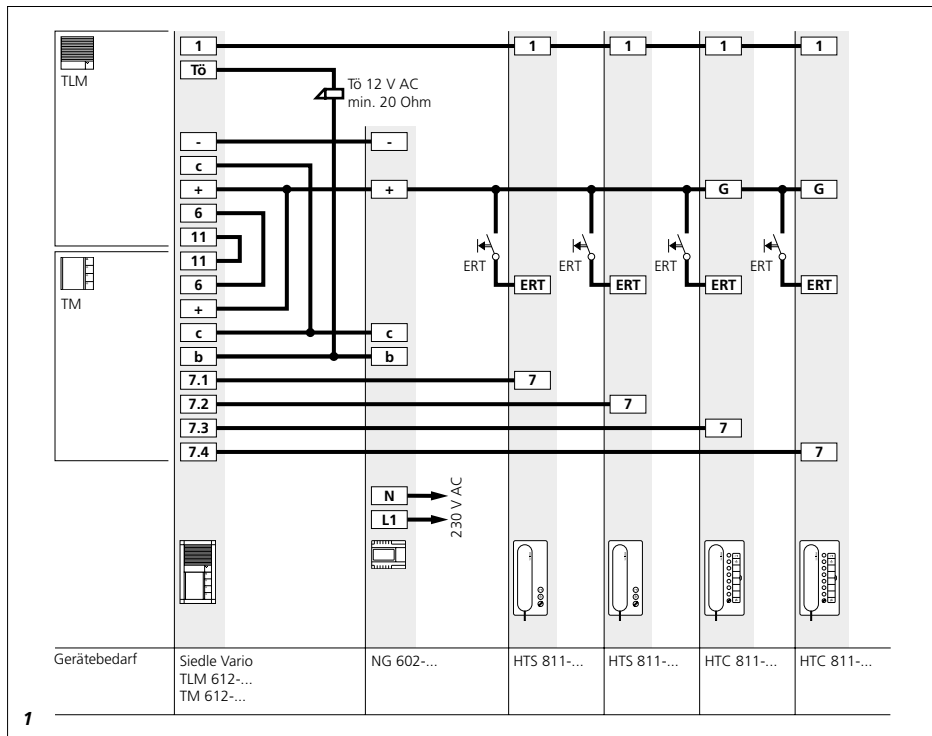 1 1 1 1 1
TLM
Tö
Tö 12 V AC
min. 20 Ohm
- -
c
+ + G G
6
11
ERT ERT ERT ERT
11
TM
6 ERT ERT ERT ERT
+
c c
b b
7.1 7
7.2 7
7.3 7
7.4 7
N
L1
230 V AC
Gerätebedarf
Siedle Vario
TLM 612-...
TM 612-...
NG 602-...
HTS 811-...
HTS 811-...
HTC 811-...
HTC 811-...
1